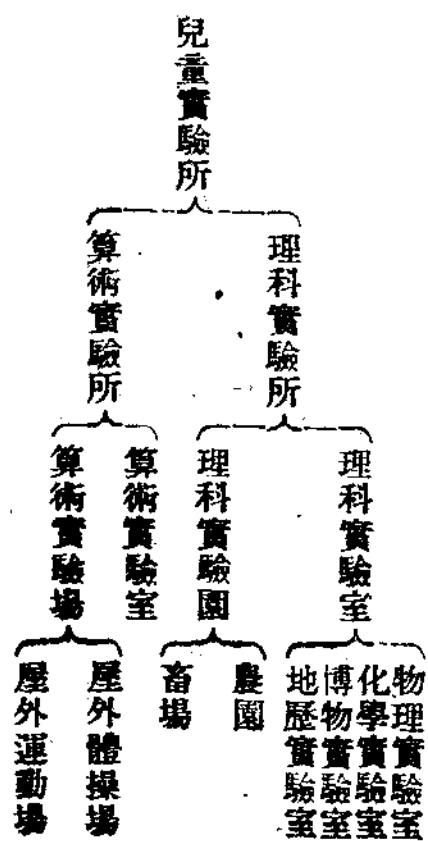 兒童實驗所
理科實驗所
算術實驗所
理科實驗室
理科實驗園
算術實驗室
算術實驗場
物理實驗室
化學實驗室
博物實驗室
地歷實驗室
農園
畜場
屋外體操場
屋外運動場